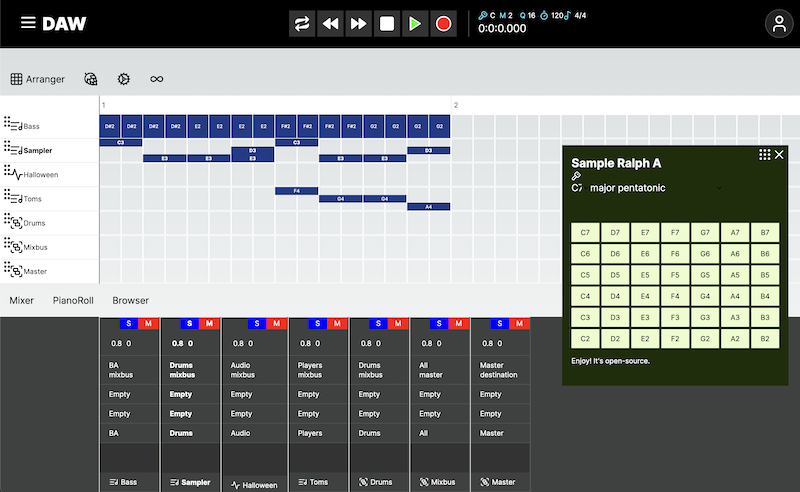 DAW
C M 2 Q 16 120 4/4
0:0:0.000
Arranger
1 2
Bass
D#2 D#2 D#2 E2 E2 E2 E2 E2 F#2 F#2 F#2 F#2 G2 G2 G2 G2
Sampler
C3 C3
D3 D3
E3 E3 E3 E3 E3
Halloween
Toms
F4
G4 G4
A4
Drums
Mixbus
Master
Sample Ralph A
C7 major pentatonic
C7 D7 E7 F7 G7 A7 B7
C6 D6 E6 F6 G6 A6 B6
C5 D5 E5 F5 G5 A5 B5
C4 D4 E4 F4 G4 A4 B4
C3 D3 E3 F3 G3 A3 B3
C2 D2 E2 F2 G2 A2 B2
Enjoy! It's open-source.
Mixer PianoRoll Browser
S M S M S M S M S M S M S M
0.8 0 0.8 0 0.8 0 0.8 0 0.8 0 0.8 0 0.8 0
BA Drums Audio Players Drums All Master
mixbus mixbus mixbus mixbus mixbus master destination
Empty Empty Empty Empty Empty Empty Empty
Empty Empty Empty Empty Empty Empty Empty
BA Drums Audio Players Drums All Master
Bass Sampler Halloween Toms Drums Mixbus Master